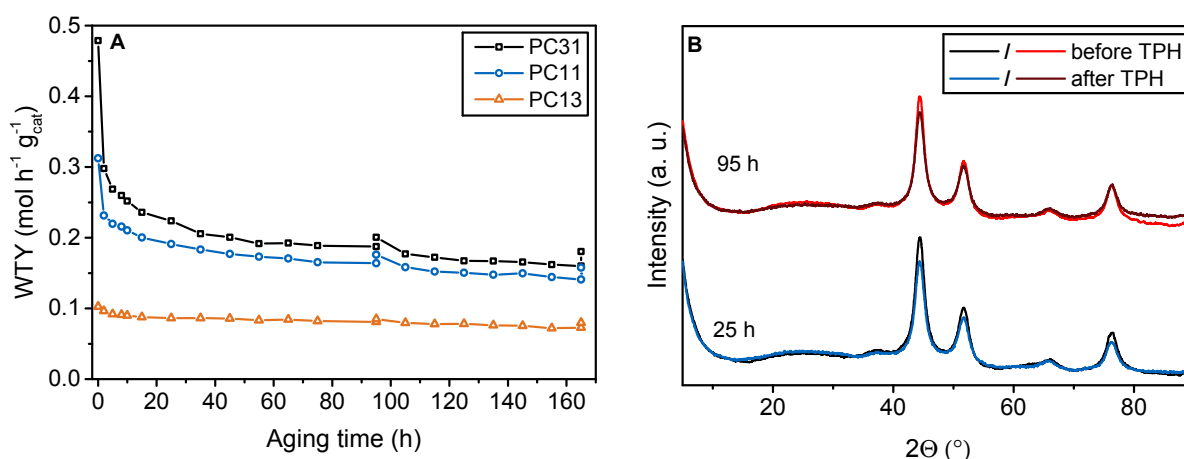 A
PC31
PC11
PC13
WTY (mol h⁻¹ g⁻¹cat)
0.5
0.4
0.3
0.2
0.1
0.0
0 20 40 60 80 100 120 140 160
Aging time (h)
B
/ before TPH
/ after TPH
95 h
25 h
Intensity (a. u.)
20 40 60 80
2Θ (°)